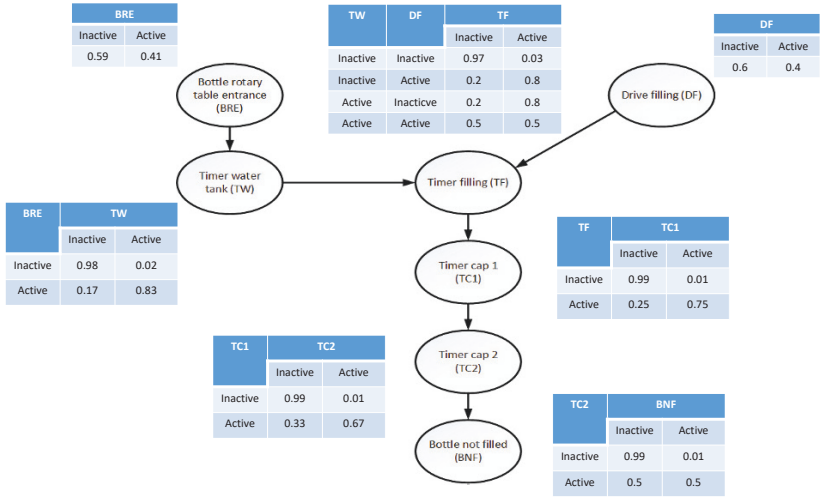 BRE
Inactive Active
0.59 0.41
TW DF TF
Inactive Active
Inactive Inactive 0.97 0.03
Inactive Active 0.2 0.8
Active Inacticve 0.2 0.8
Active Active 0.5 0.5
DF
Inactive Active
0.6 0.4
Bottle rotary
table entrance
(BRE)
Drive filling (DF)
Timer water
tank (TW)
Timer filling (TF)
BRE TW
Inactive Active
Inactive 0.98 0.02
Active 0.17 0.83
TF TC1
Inactive Active
Inactive 0.99 0.01
Active 0.25 0.75
Timer cap 1
(TC1)
TC1 TC2
Inactive Active
Inactive 0.99 0.01
Active 0.33 0.67
Timer cap 2
(TC2)
Bottle not filled
(BNF)
TC2 BNF
Inactive Active
Inactive 0.99 0.01
Active 0.5 0.5